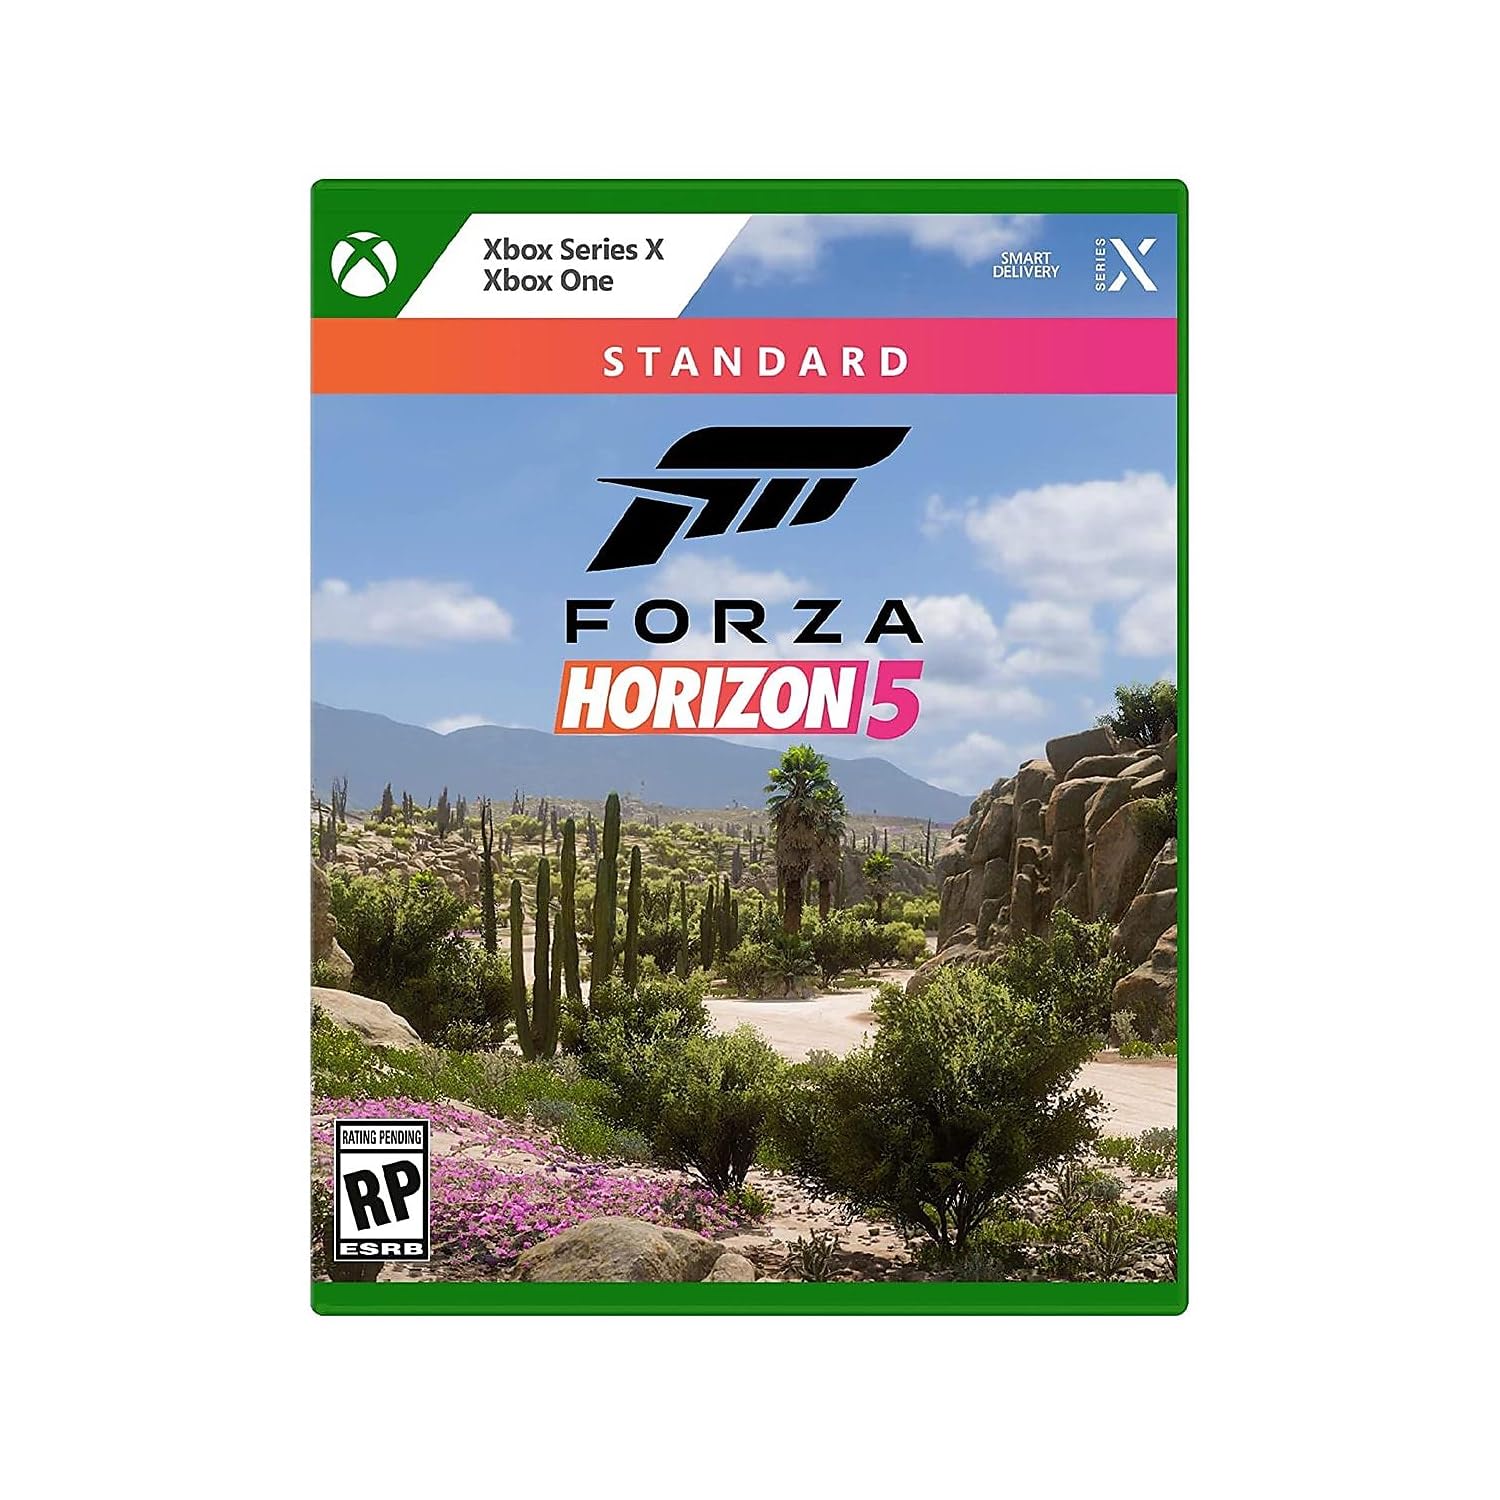 Xbox Series X
Xbox One
SMART
DELIVERY
SERIES
X
STANDARD
FORZA
HORIZON 5
RATING PENDING
RP
ESRB